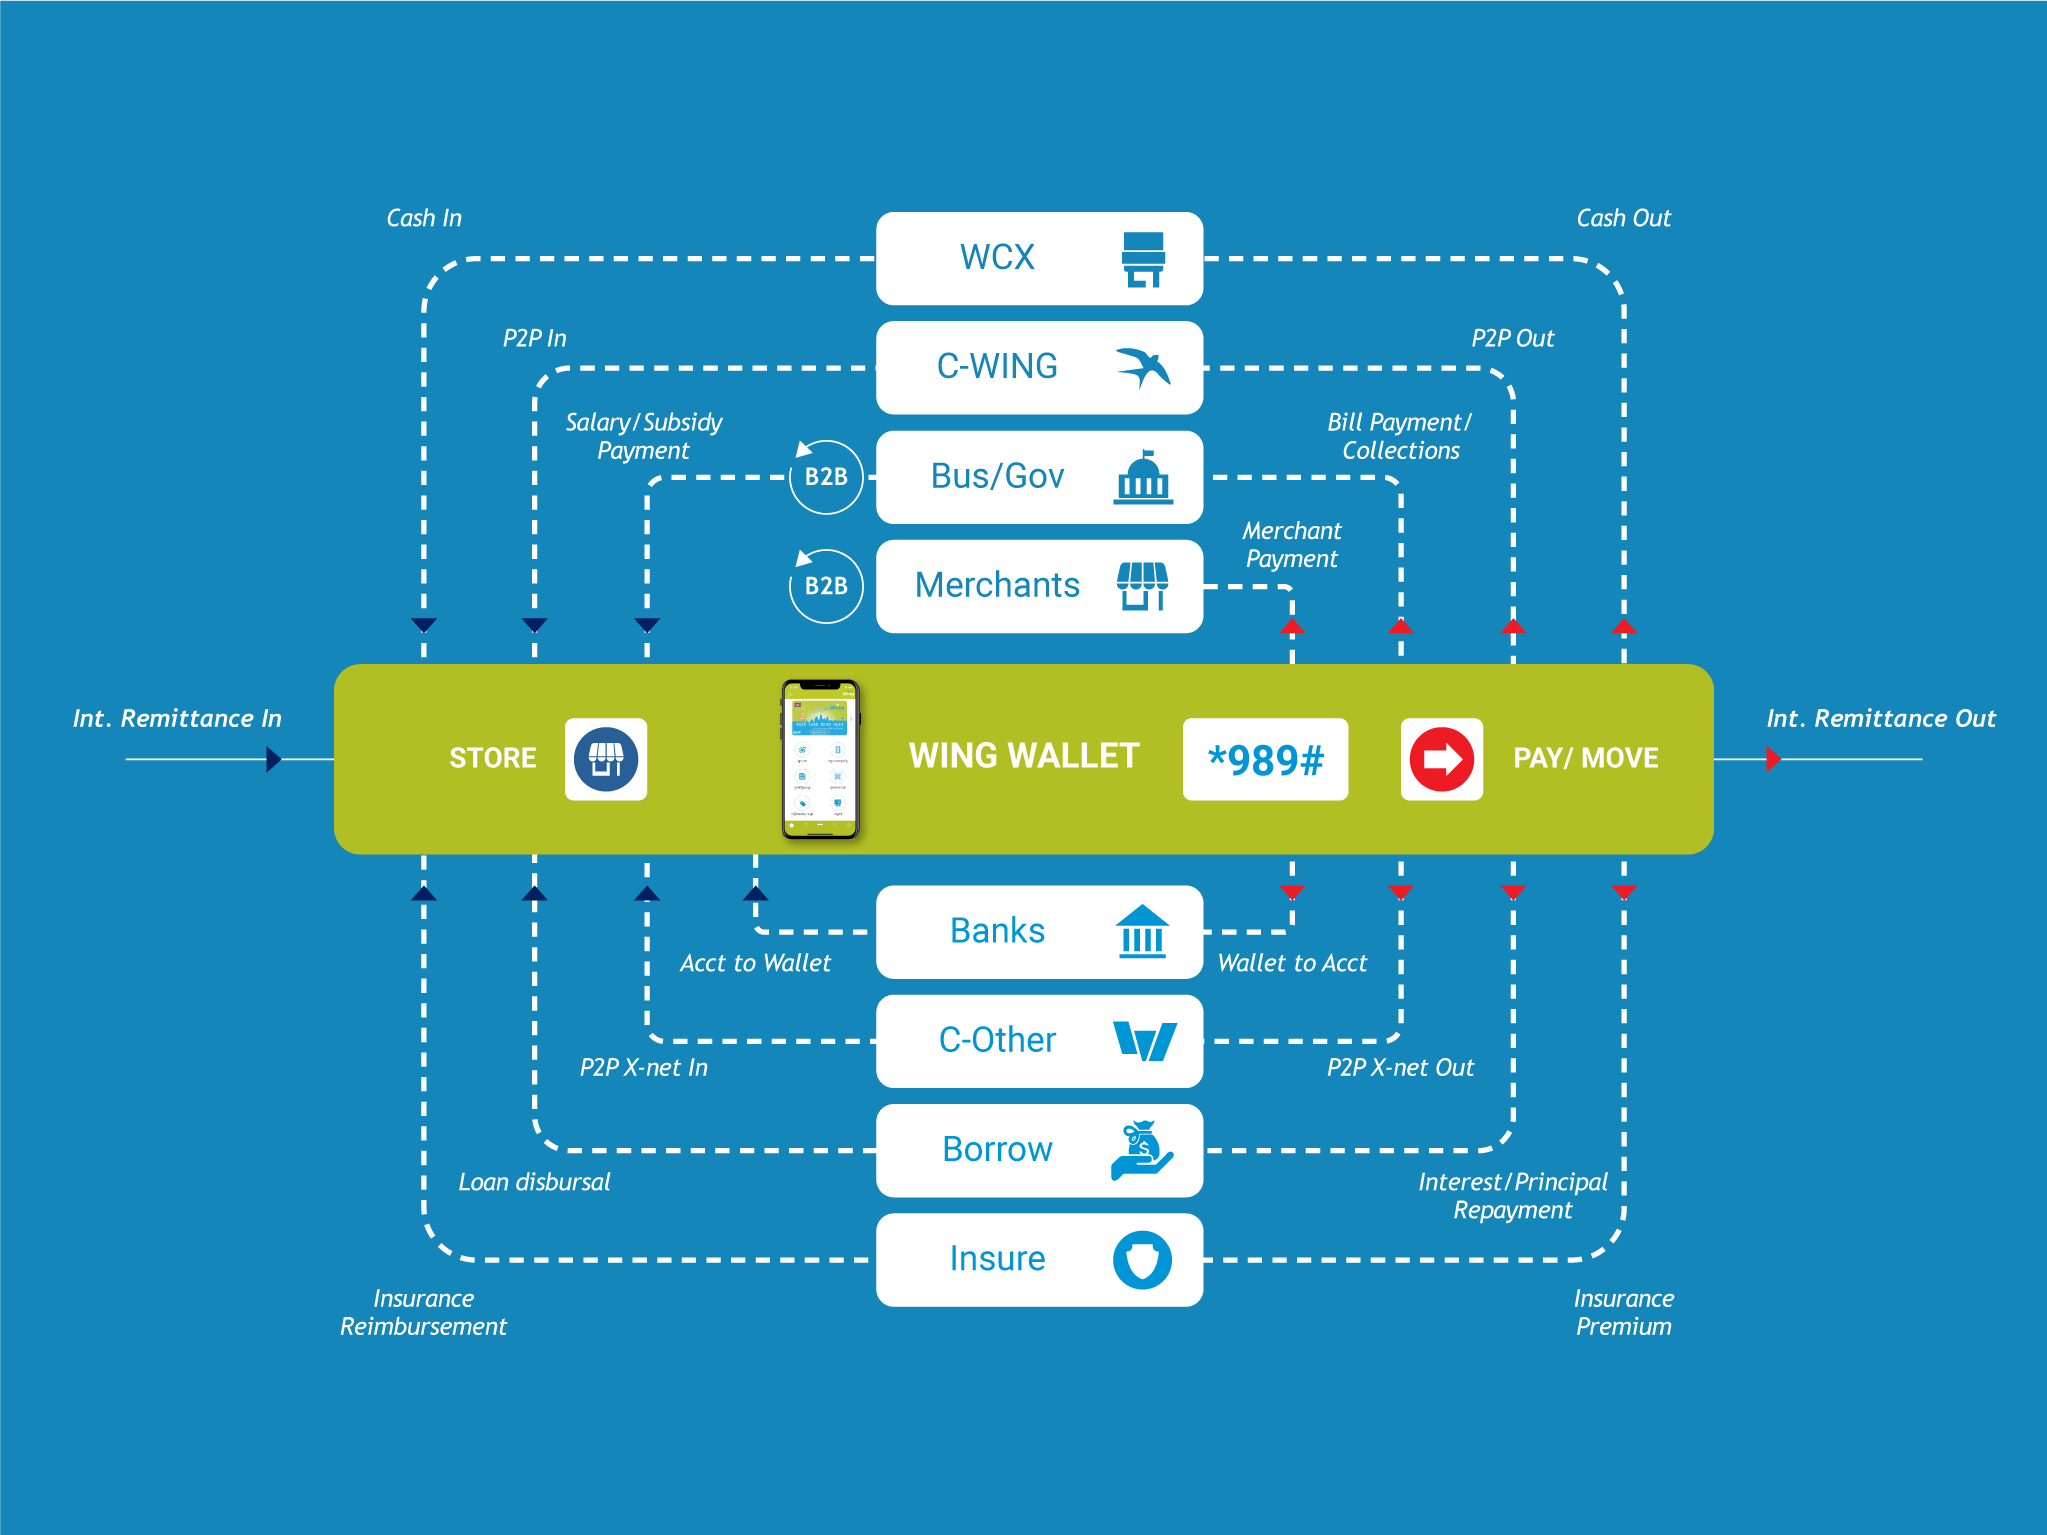 Cash In
WCX
Cash Out
P2P In
C-WING
P2P Out
Salary/Subsidy
Payment
B2B
Bus/Gov
Bill Payment/
Collections
B2B
Merchants
Merchant
Payment
Int. Remittance In
STORE
WING WALLET
*989#
PAY/ MOVE
Int. Remittance Out
Acct to Wallet
Banks
Wallet to Acct
P2P X-net In
C-Other
P2P X-net Out
Loan disbursal
Borrow
$
Interest/Principal
Repayment
Insurance
Reimbursement
Insure
Insurance
Premium